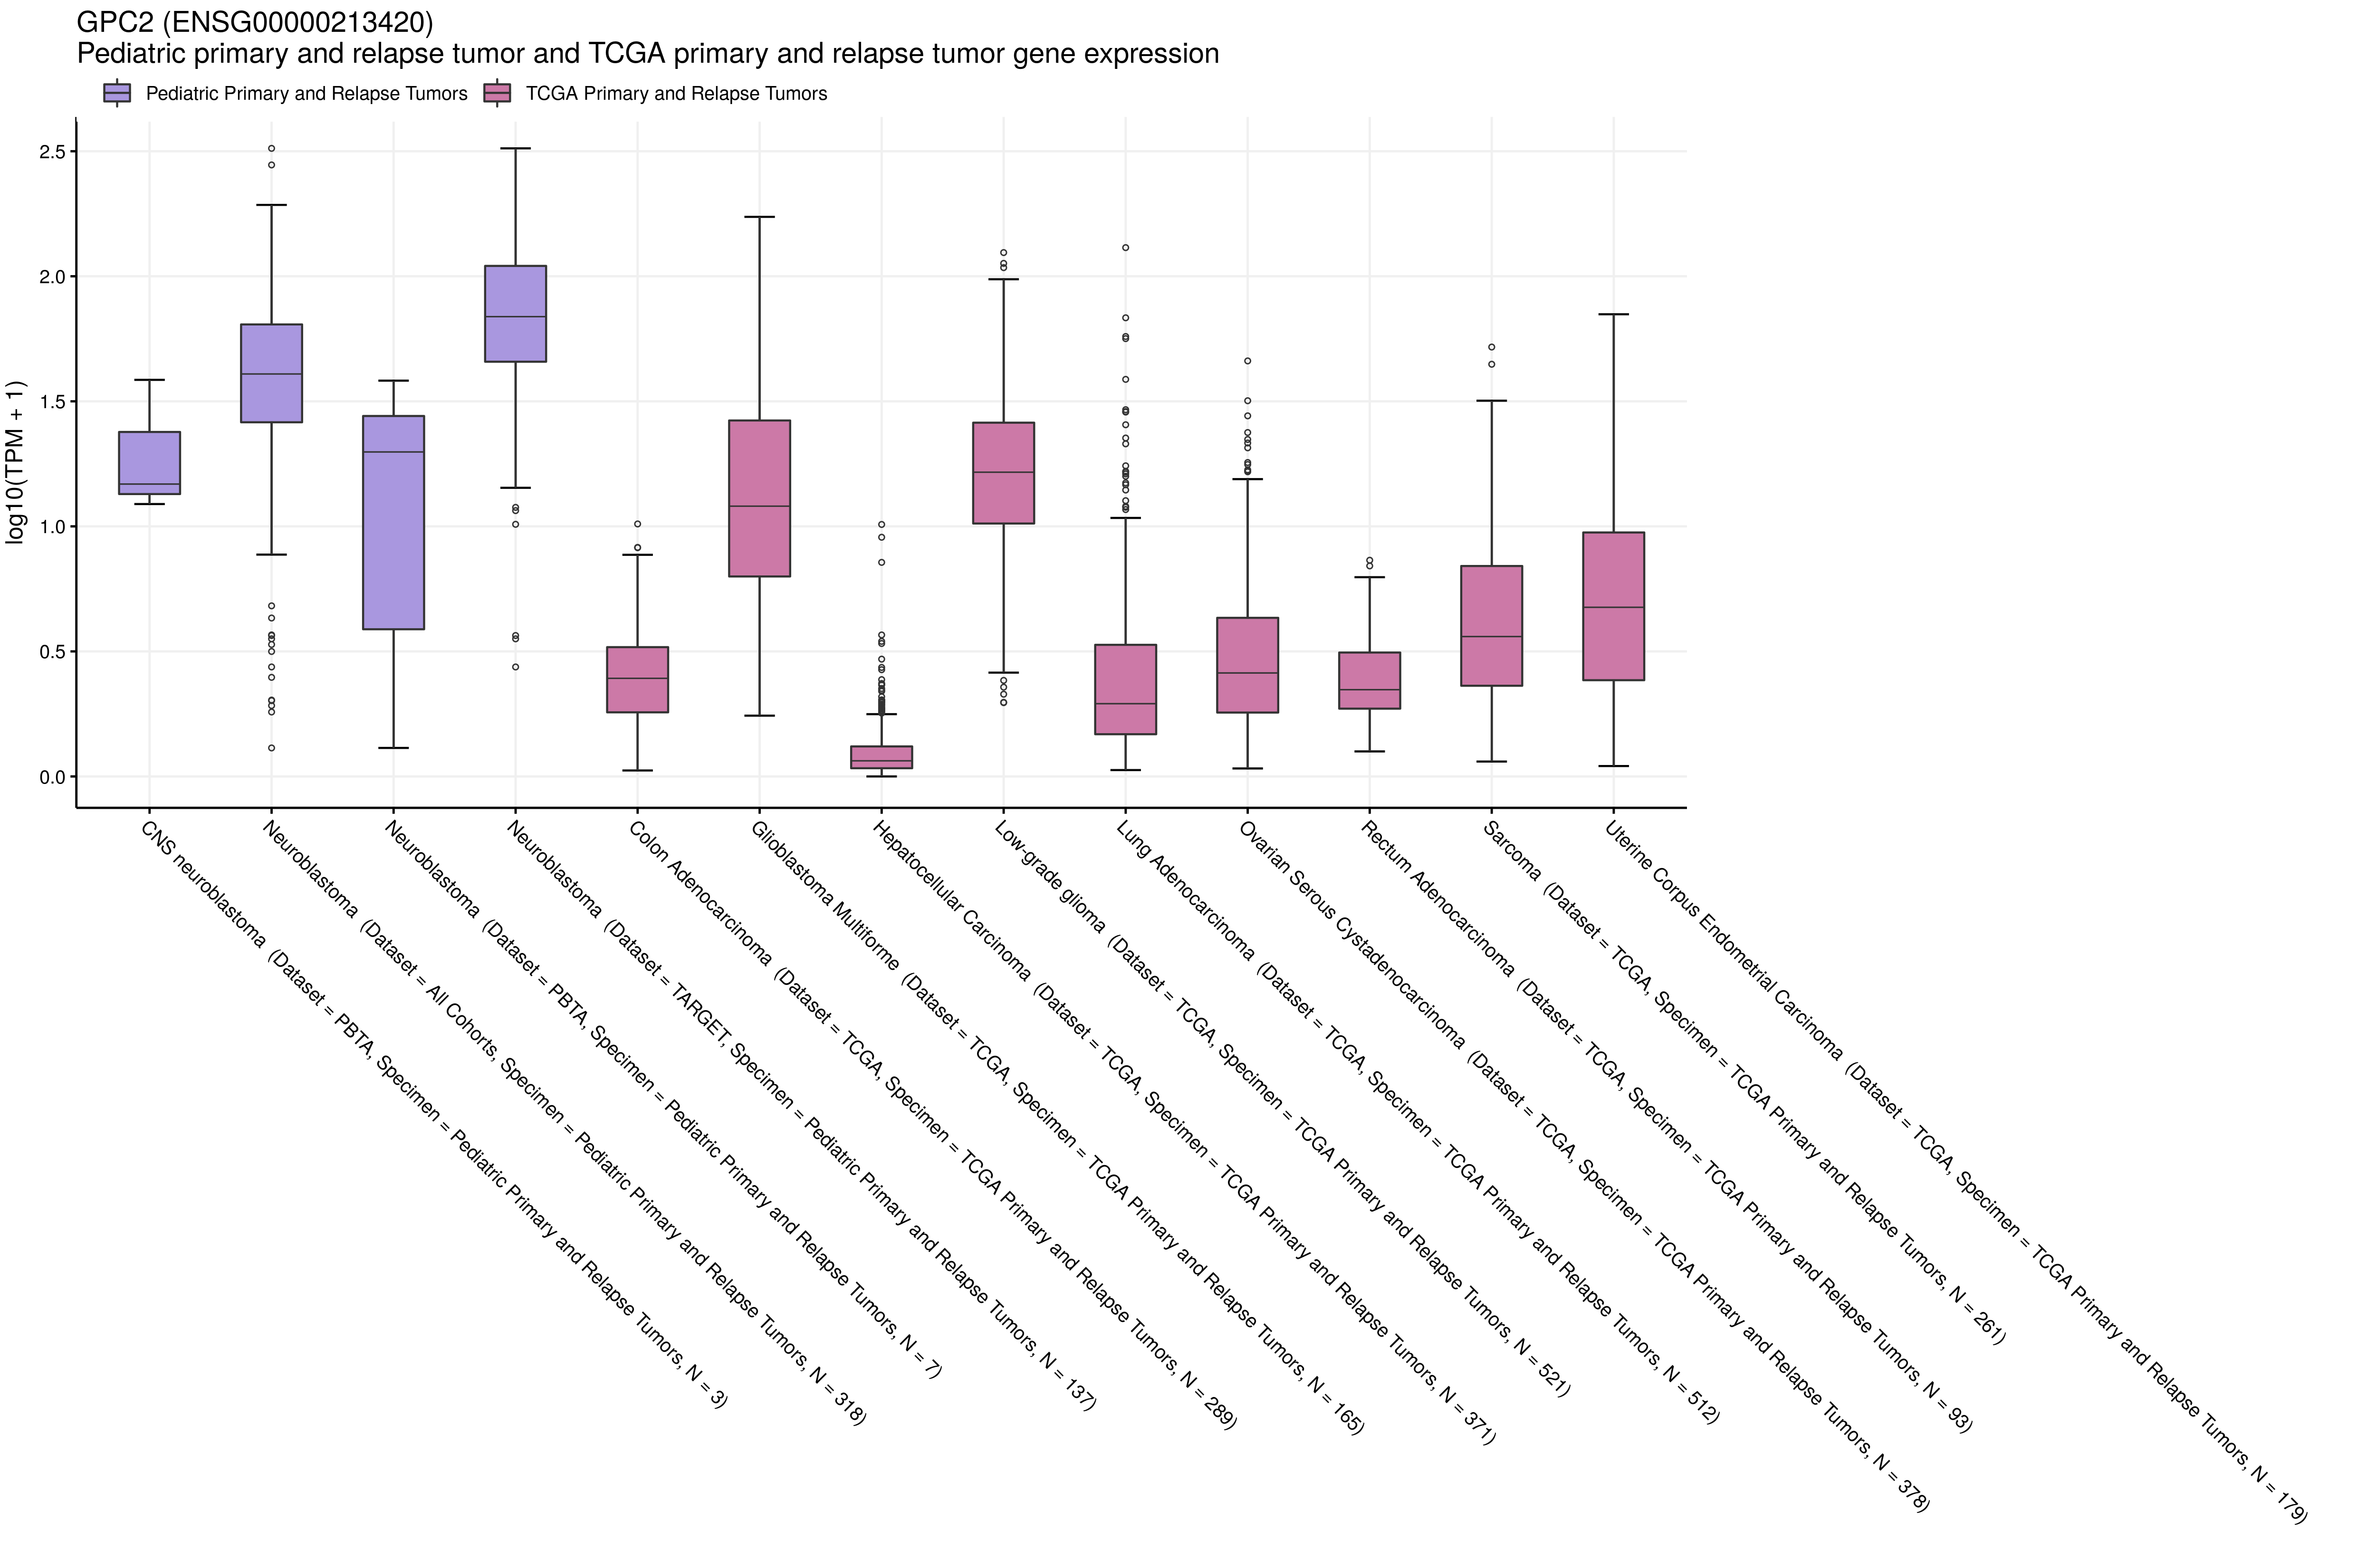 GPC2 (ENSG00000213420)
Pediatric primary and relapse tumor and TCGA primary and relapse tumor gene expression
Pediatric Primary and Relapse Tumors
TCGA Primary and Relapse Tumors
log10(TPM + 1)
2.5
2.0
1.5
1.0
0.5
0.0
CNS neuroblastoma (Dataset = PBTA, Specimen = Pediatric Primary and Relapse Tumors, N = 3)
Neuroblastoma (Dataset = All Cohorts, Specimen = Pediatric Primary and Relapse Tumors, N = 318)
Neuroblastoma (Dataset = PBTA, Specimen = Pediatric Primary and Relapse Tumors, N = 7)
Neuroblastoma (Dataset = TARGET, Specimen = Pediatric Primary and Relapse Tumors, N = 137)
Colon Adenocarcinoma (Dataset = TCGA, Specimen = TCGA Primary and Relapse Tumors, N = 289)
Glioblastoma Multiforme (Dataset = TCGA, Specimen = TCGA Primary and Relapse Tumors, N = 165)
Hepatocellular Carcinoma (Dataset = TCGA, Specimen = TCGA Primary and Relapse Tumors, N = 371)
Low-grade glioma (Dataset = TCGA, Specimen = TCGA Primary and Relapse Tumors, N = 521)
Lung Adenocarcinoma (Dataset = TCGA, Specimen = TCGA Primary and Relapse Tumors, N = 512)
Ovarian Serous Cystadenocarcinoma (Dataset = TCGA, Specimen = TCGA Primary and Relapse Tumors, N = 378)
Rectum Adenocarcinoma (Dataset = TCGA, Specimen = TCGA Primary and Relapse Tumors, N = 93)
Sarcoma (Dataset = TCGA, Specimen = TCGA Primary and Relapse Tumors, N = 261)
Uterine Corpus Endometrial Carcinoma (Dataset = TCGA, Specimen = TCGA Primary and Relapse Tumors, N = 179)